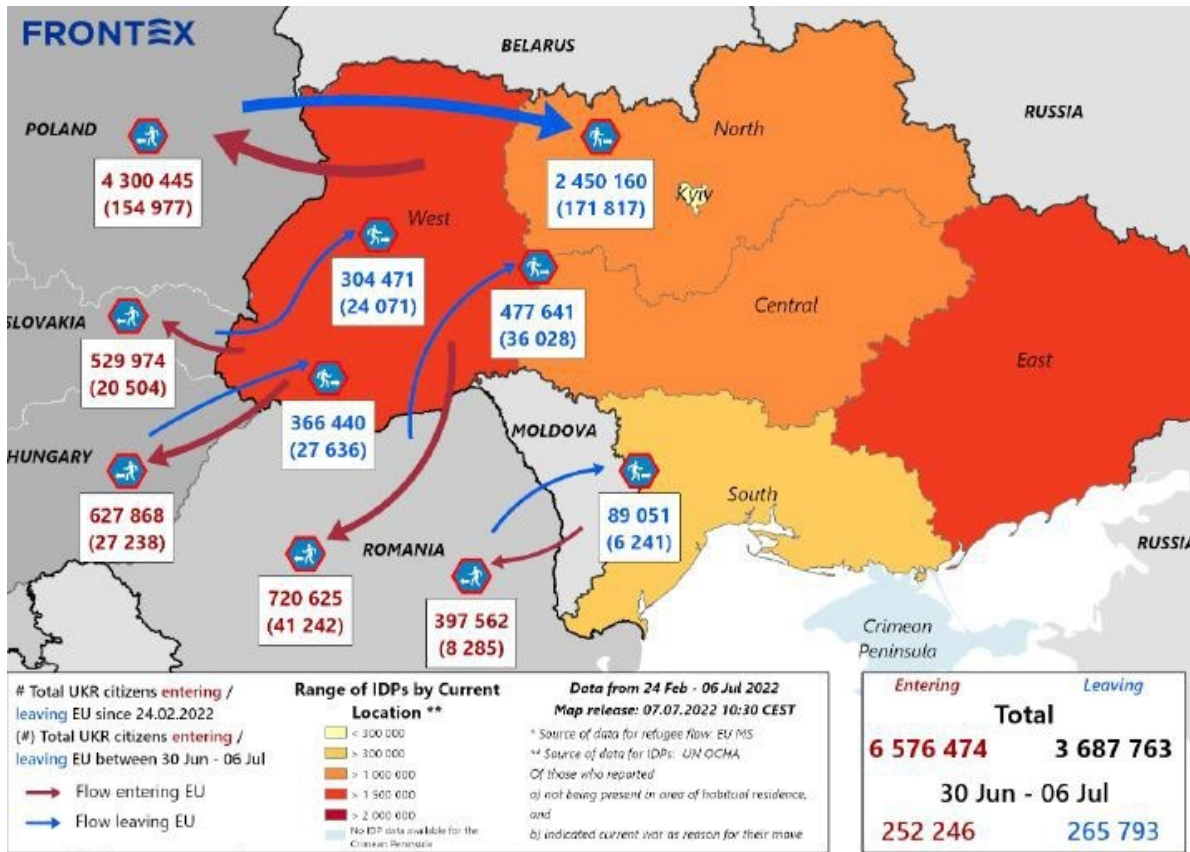 FRONTEX
BELARUS
RUSSIA
POLAND
North
4 300 445
(154 977)
2 450 160
(171 817)
Kyiv
West
304 471
(24 071)
477 641
(36 028)
Central
SLOVAKIA
529 974
(20 504)
East
366 440
(27 636)
MOLDOVA
HUNGARY
627 868
(27 238)
South
89 051
(6 241)
ROMANIA
RUSSIA
720 625
(41 242)
397 562
(8 285)
Crimean
Peninsula
# Total UKR citizens entering /
leaving EU since 24.02.2022
(#) Total UKR citizens entering /
leaving EU between 30 Jun - 06 Jul
Flow entering EU
Flow leaving EU
Range of IDPs by Current
Location **
< 300 000
> 300 000
> 1 000 000
> 1 500 000
> 2 000 000
No IDP data available for the
Crimean Peninsula
Data from 24 Feb - 06 Jul 2022
Map release: 07.07.2022 10:30 CEST
* Source of data for refugee flow: EU MS
** Source of data for IDPs: UN OCHA
Of those who reported
a) not being present in area of habitual residence,
and
b) indicated current war as reason for their move
Entering Leaving
Total
6 576 474 3 687 763
30 Jun - 06 Jul
252 246 265 793